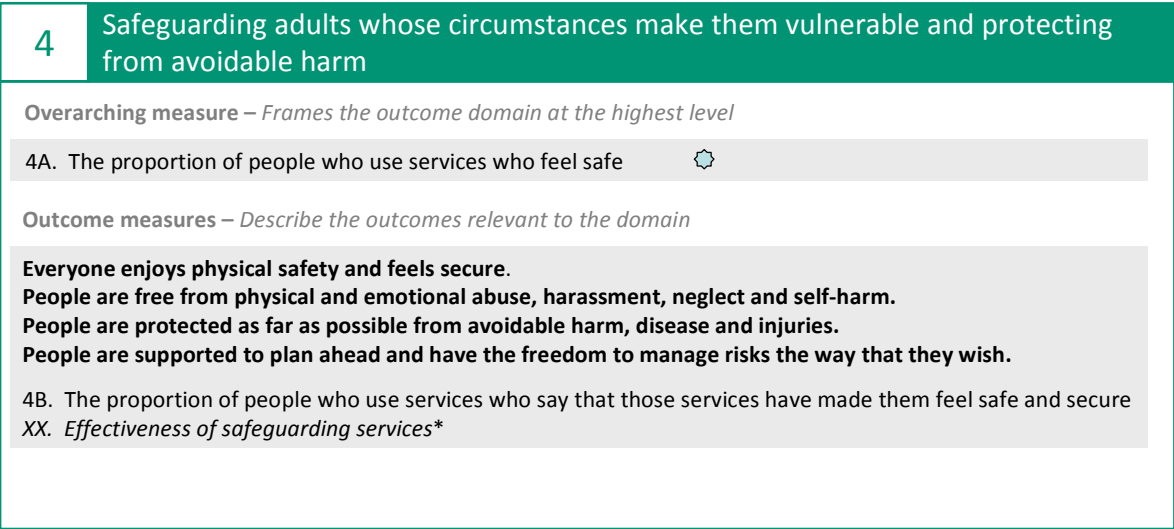 4
Safeguarding adults whose circumstances make them vulnerable and protecting
from avoidable harm
Overarching measure – Frames the outcome domain at the highest level
4A. The proportion of people who use services who feel safe
Outcome measures – Describe the outcomes relevant to the domain
Everyone enjoys physical safety and feels secure.
People are free from physical and emotional abuse, harassment, neglect and self-harm.
People are protected as far as possible from avoidable harm, disease and injuries.
People are supported to plan ahead and have the freedom to manage risks the way that they wish.
4B. The proportion of people who use services who say that those services have made them feel safe and secure
XX. Effectiveness of safeguarding services*